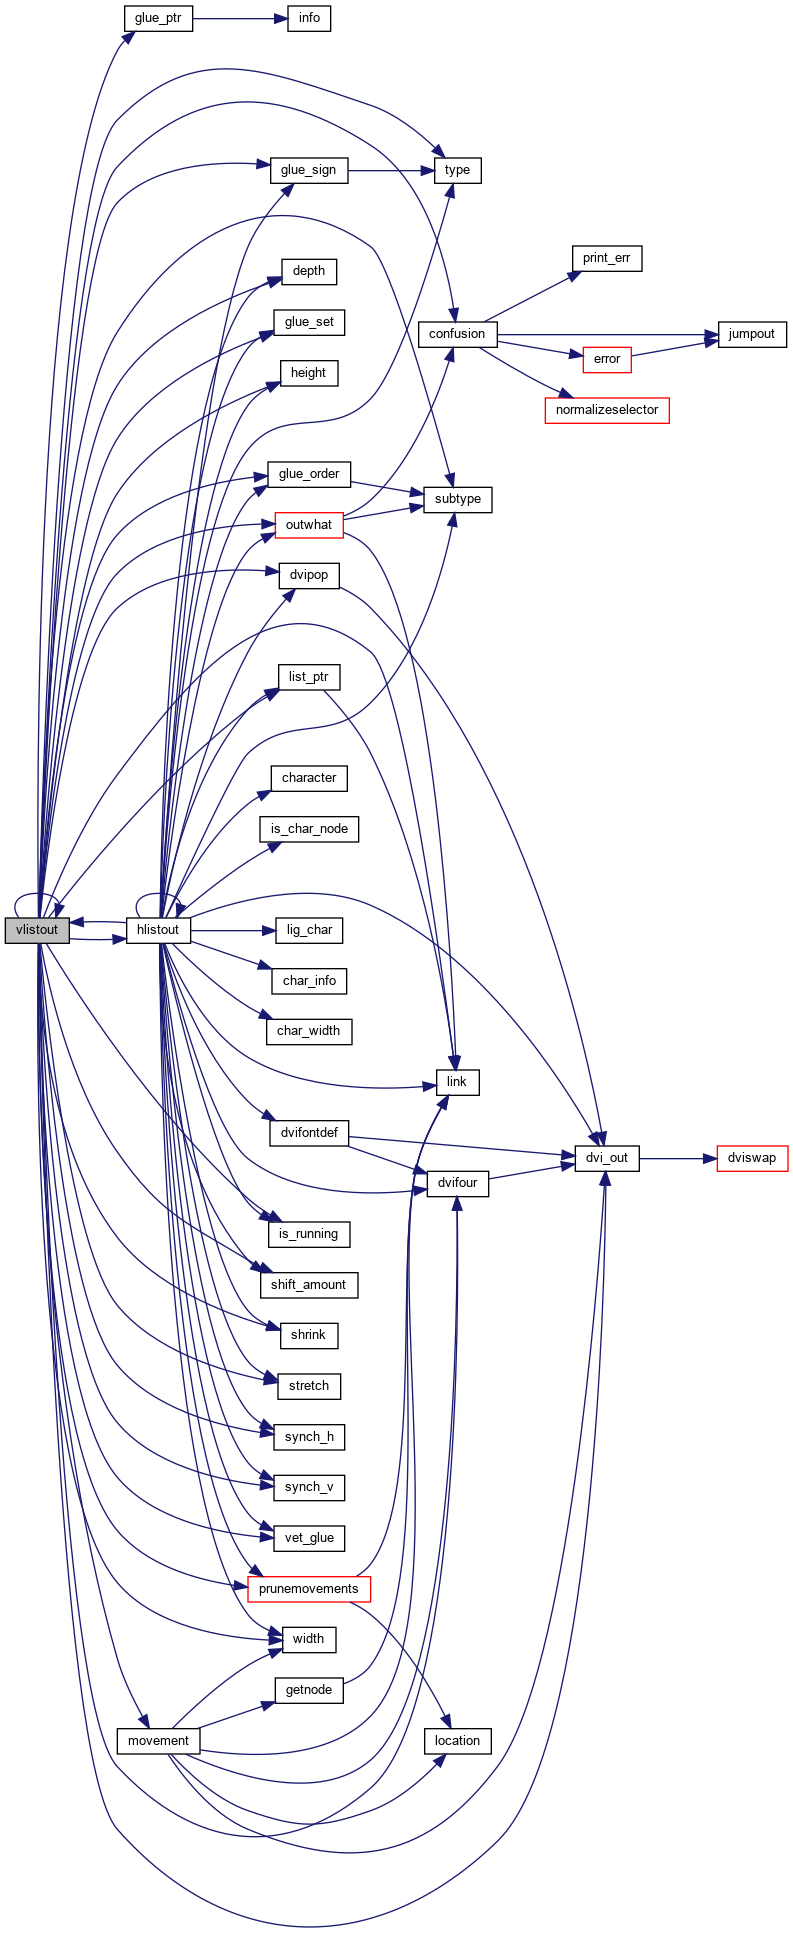 glue_ptr
info
glue_sign
type
print_err
depth
glue_set
confusion
jumpout
error
height
normalizeselector
glue_order
subtype
outwhat
dvipop
list_ptr
character
is_char_node
vlistout
hlistout
lig_char
char_info
char_width
link
dvifontdef
dvi_out
dviswap
dvifour
is_running
shift_amount
shrink
stretch
synch_h
synch_v
vet_glue
prunemovements
width
getnode
movement
location